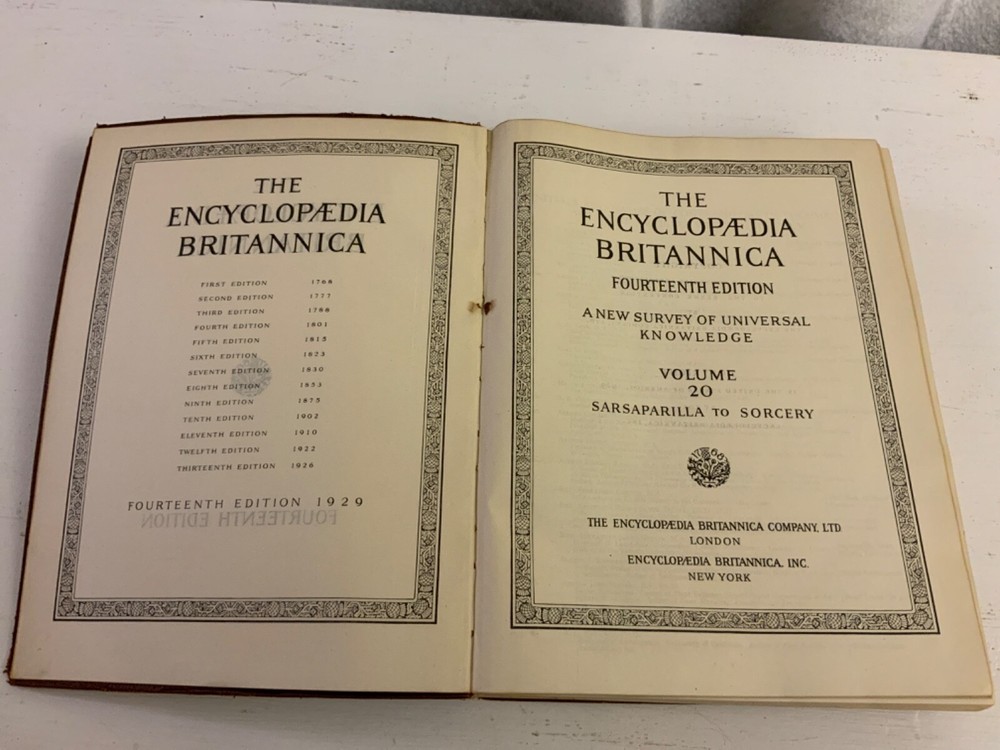 THE
ENCYCLOPÆDIA
BRITANNICA
FIRST EDITION 1768
SECOND EDITION 1777
THIRD EDITION 1788
FOURTH EDITION 1801
FIFTH EDITION 1815
SIXTH EDITION 1823
SEVENTH EDITION 1830
EIGHTH EDITION 1853
NINTH EDITION 1875
TENTH EDITION 1902
ELEVENTH EDITION 1910
TWELFTH EDITION 1922
THIRTEENTH EDITION 1926
FOURTEENTH EDITION 1929
FOURTEENTH EDITION
THE
ENCYCLOPÆDIA
BRITANNICA
FOURTEENTH EDITION
A NEW SURVEY OF UNIVERSAL
KNOWLEDGE
VOLUME
20
SARSAPARILLA TO SORCERY
1768
THE ENCYCLOPÆDIA BRITANNICA COMPANY, LTD
LONDON
ENCYCLOPÆDIA BRITANNICA, INC.
NEW YORK